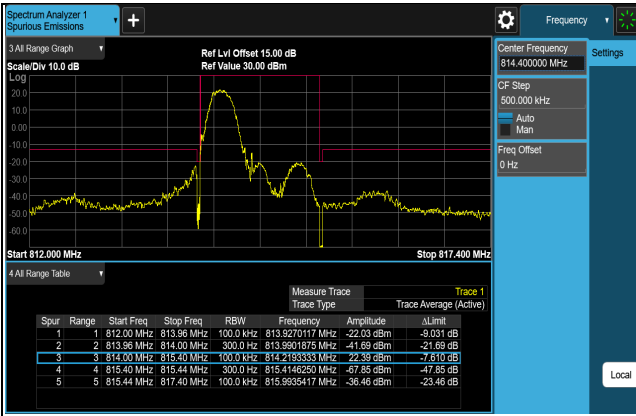 Spectrum Analyzer 1
Spurious Emissions
Frequency
3 All Range Graph
Ref Lvl Offset 15.00 dB
Scale/Div 10.0 dB
Ref Value 30.00 dBm
Log
20.0
10.0
0.00
-10.0
-20.0
-30.0
-40.0
-50.0
-60.0
Start 812.000 MHz
Stop 817.400 MHz
4 All Range Table
Measure Trace Trace 1
Trace Type Trace Average (Active)
Spur Range Start Freq Stop Freq RBW Frequency Amplitude ΔLimit
1 1 812.00 MHz 813.96 MHz 100.0 kHz 813.9270117 MHz -22.03 dBm -9.031 dB
2 2 813.96 MHz 814.00 MHz 300.0 Hz 813.9901875 MHz -41.69 dBm -21.69 dB
3 3 814.00 MHz 815.40 MHz 100.0 kHz 814.2193333 MHz 22.39 dBm -7.610 dB
4 4 815.40 MHz 815.44 MHz 300.0 Hz 815.4146250 MHz -67.85 dBm -47.85 dB
5 5 815.44 MHz 817.40 MHz 100.0 kHz 815.9935417 MHz -36.46 dBm -23.46 dB
Center Frequency
814.400000 MHz
Settings
CF Step
500.000 kHz
Auto
Man
Freq Offset
0 Hz
Local